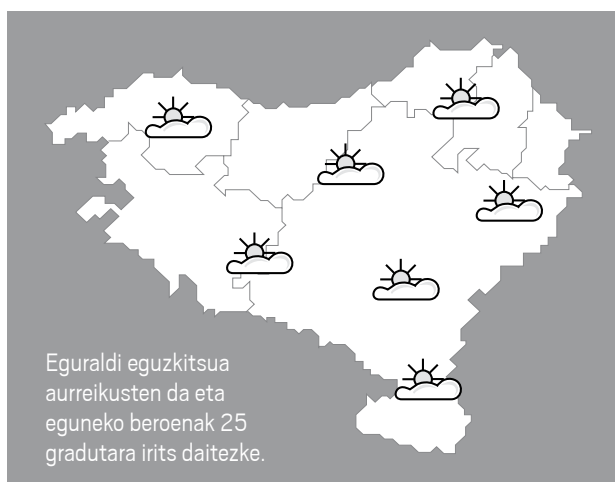 Eguraldi eguzkitsua
aurreikusten da eta
eguneko beroenak 25
gradutara irits daitezke.